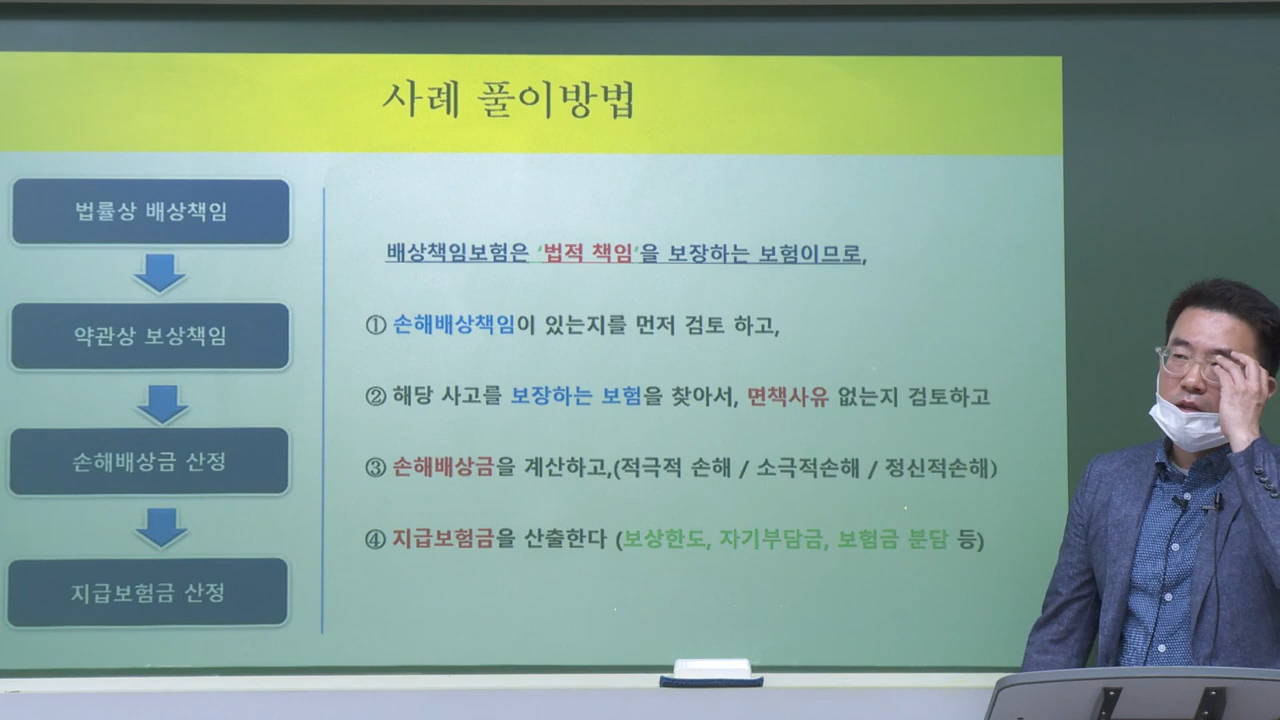 사례 풀이방법
법률상 배상책임
약관상 보상책임
손해배상금 산정
지급보험금 산정
배상책임보험은 '법적 책임'을 보장하는 보험이므로,
① 손해배상책임이 있는지를 먼저 검토 하고,
② 해당 사고를 보장하는 보험을 찾아서, 면책사유 없는지 검토하고
③ 손해배상금을 계산하고,(적극적 손해 / 소극적손해 / 정신적손해)
④ 지급보험금을 산출한다 (보상한도, 자기부담금, 보험금 분담 등)